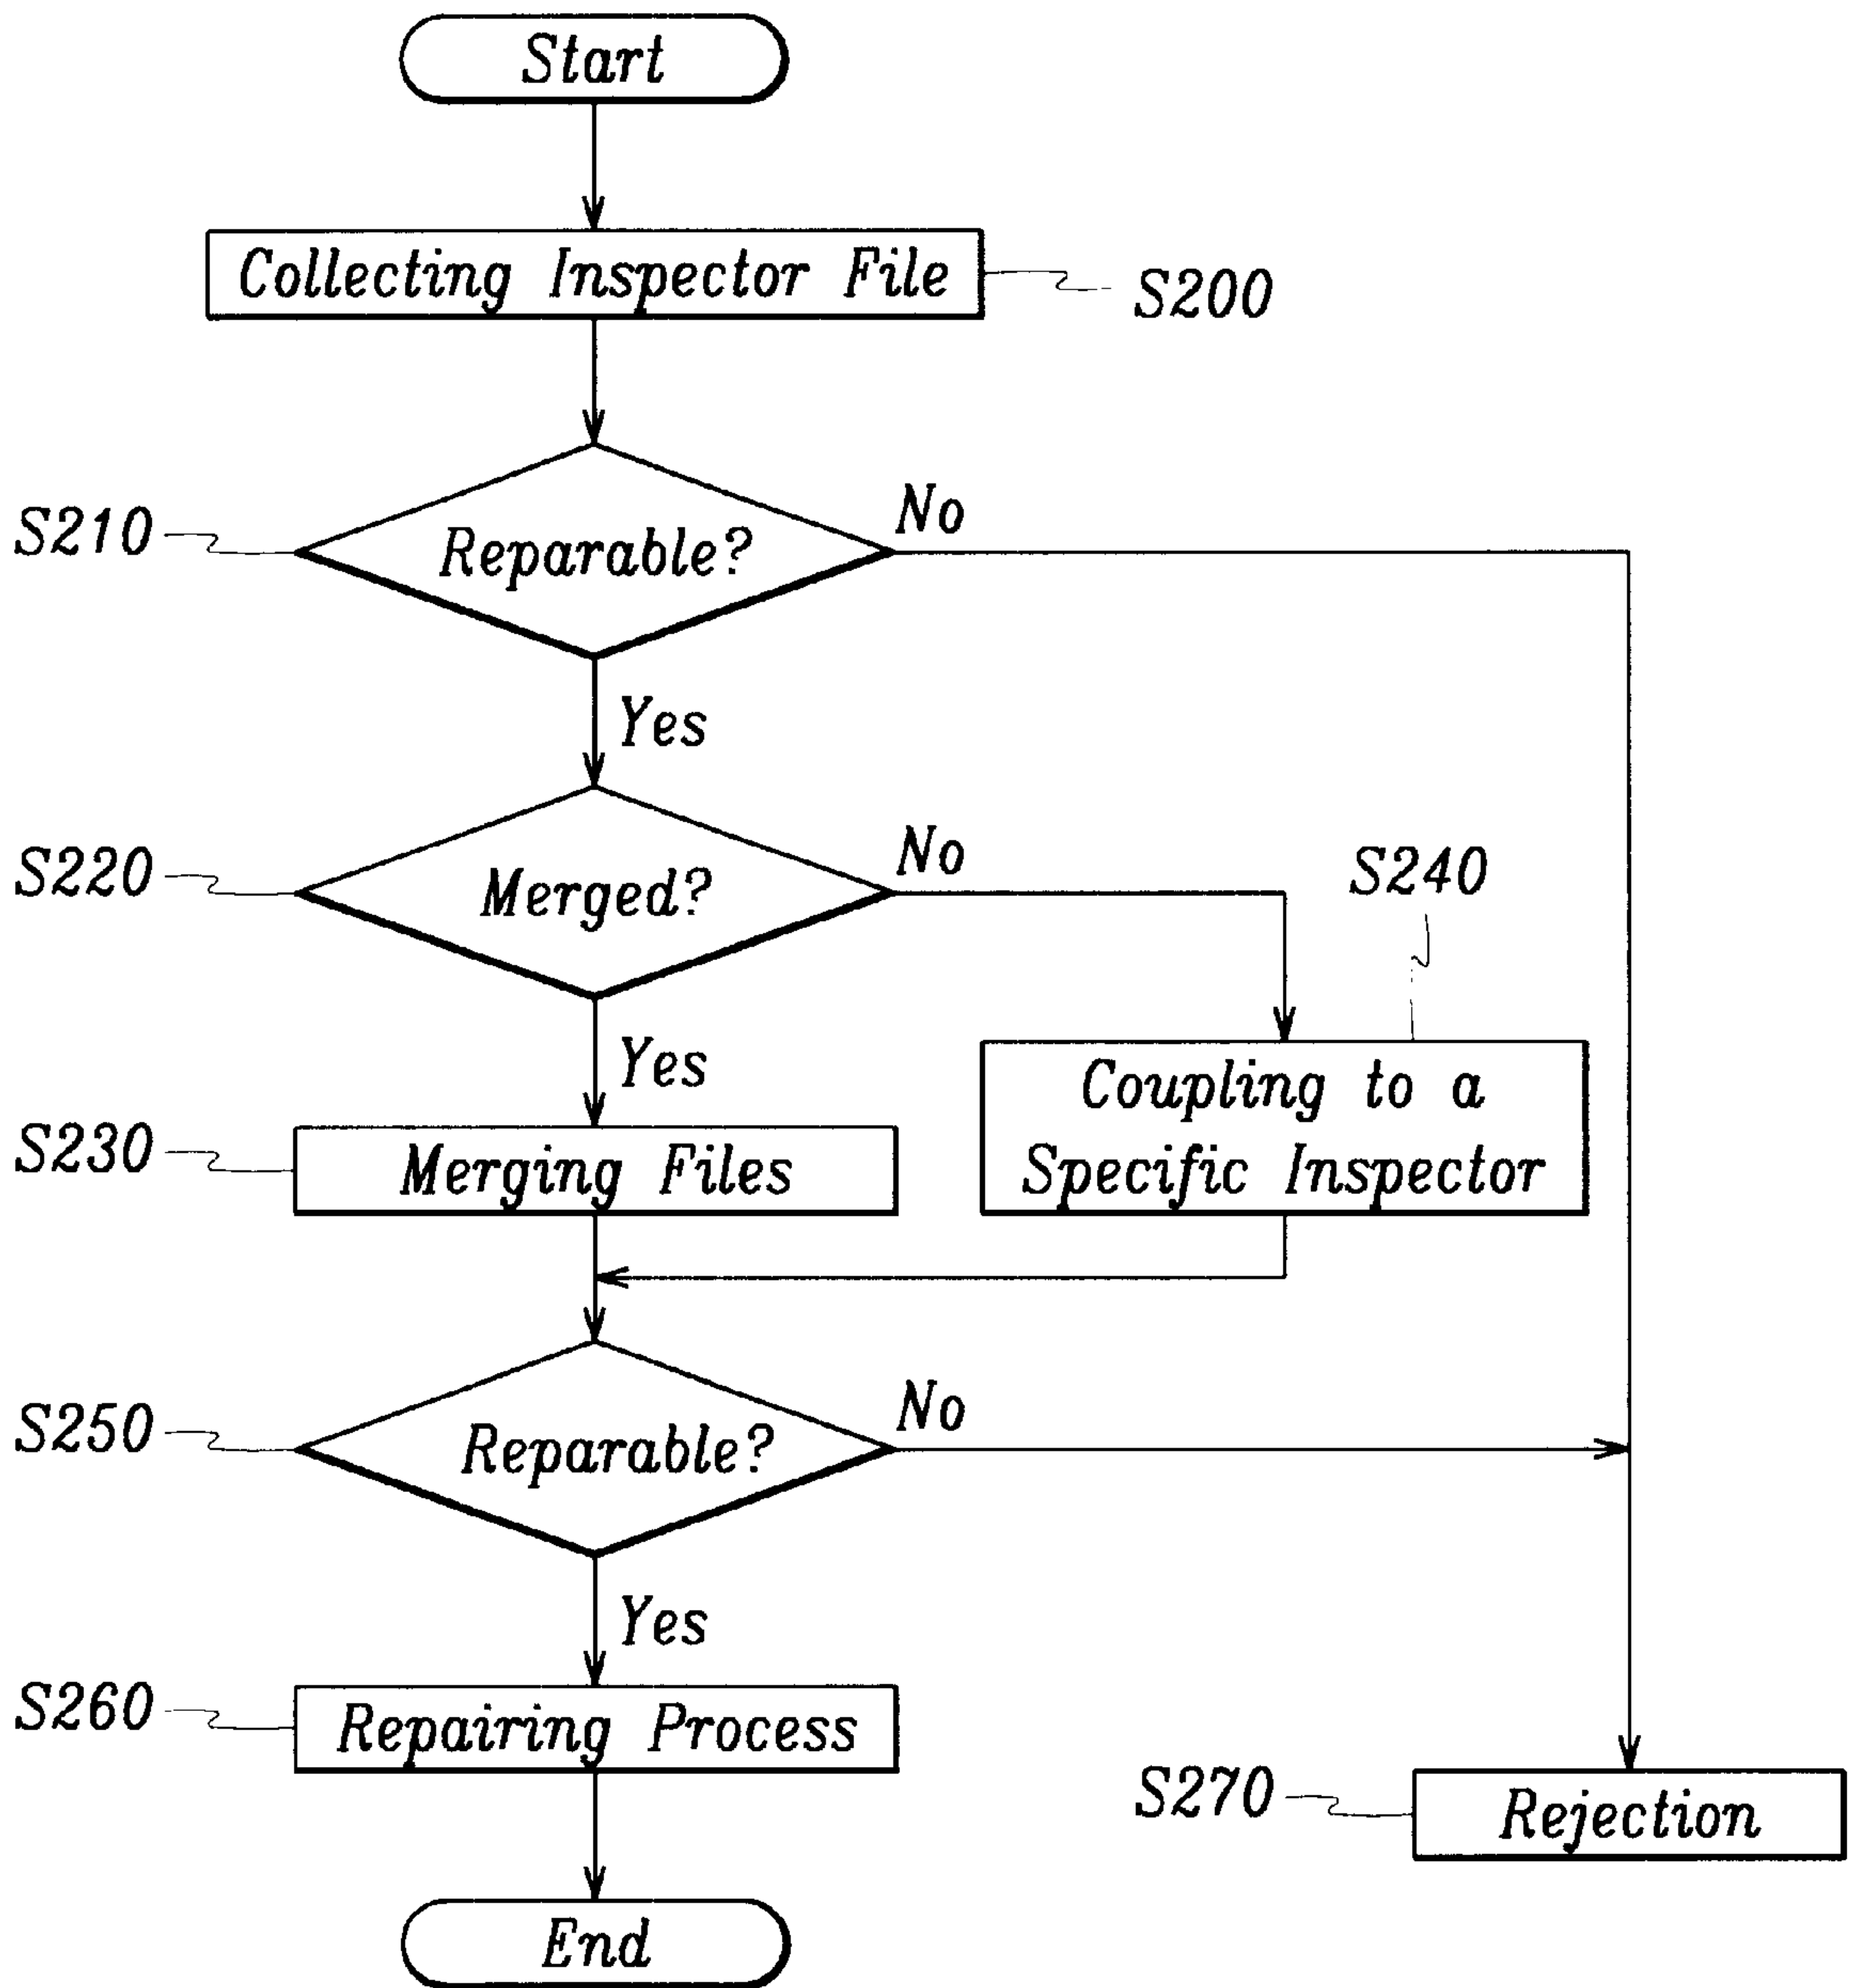 Start
Collecting Inspector File
S200
S210
Reparable?
No
Yes
S220
Merged?
No
S240
Yes
Coupling to a
Specific Inspector
S230
Merging Files
S250
Reparable?
No
Yes
S260
Repairing Process
S270
Rejection
End